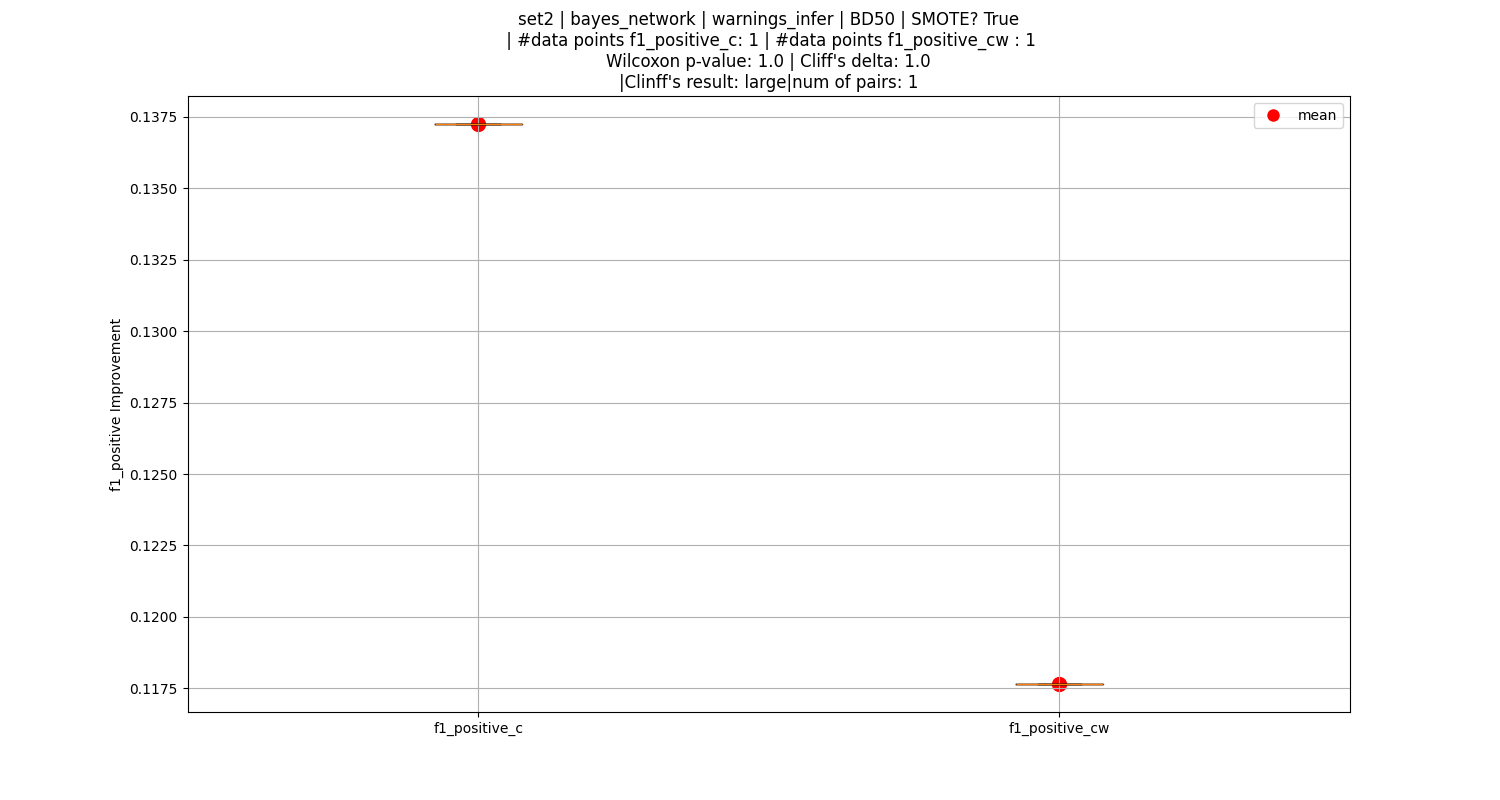 set2 | bayes_network | warnings_infer | BD50 | SMOTE? True
| #data points f1_positive_c: 1 | #data points f1_positive_cw : 1
Wilcoxon p-value: 1.0 | Cliff's delta: 1.0
|Clinff's result: large|num of pairs: 1
mean
f1_positive Improvement
0.1375
0.1350
0.1325
0.1300
0.1275
0.1250
0.1225
0.1200
0.1175
f1_positive_c
f1_positive_cw